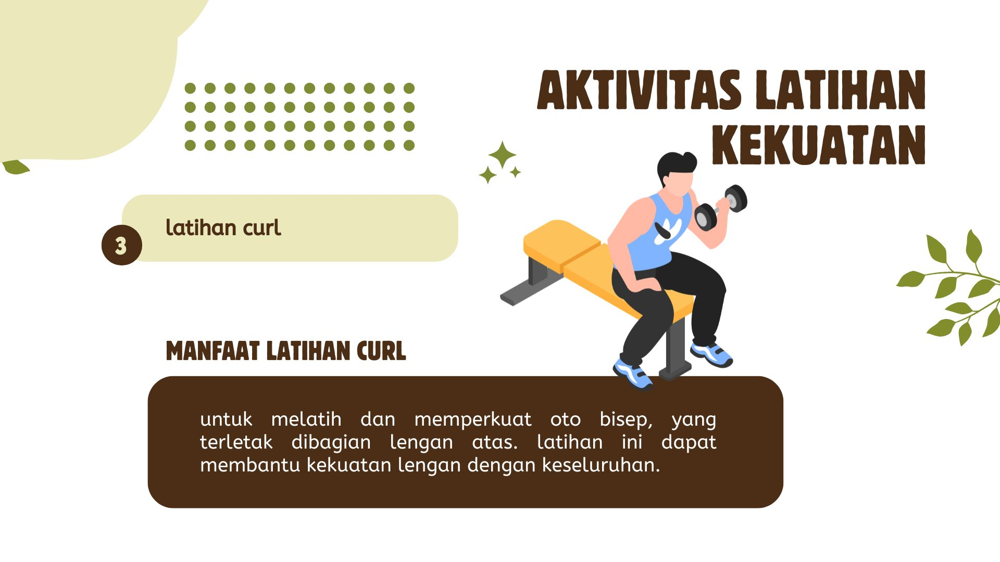 AKTIVITAS LATIHAN
KEKUATAN
latihan curl
3
MANFAAT LATIHAN CURL
untuk melatih dan memperkuat oto bisep, yang
terletak dibagian lengan atas. latihan ini dapat
membantu kekuatan lengan dengan keseluruhan.